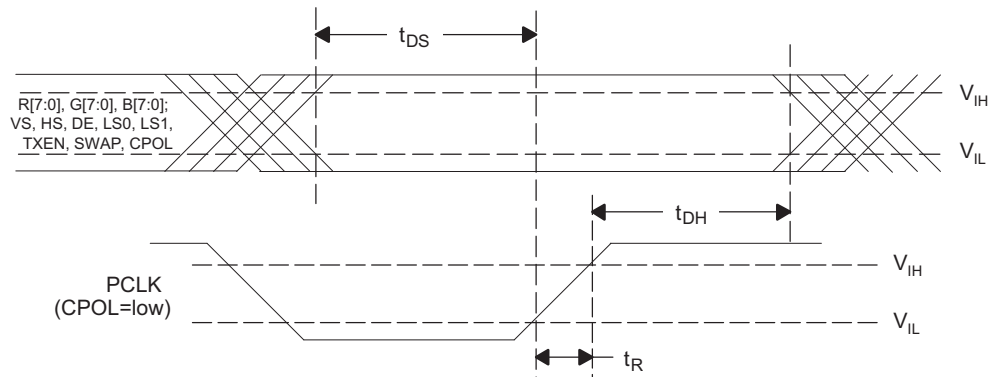 tDS
R[7:0], G[7:0], B[7:0];
VS, HS, DE, LS0, LS1,
TXEN, SWAP, CPOL
VIH
VIL
tDH
PCLK
(CPOL=low)
VIH
VIL
tR